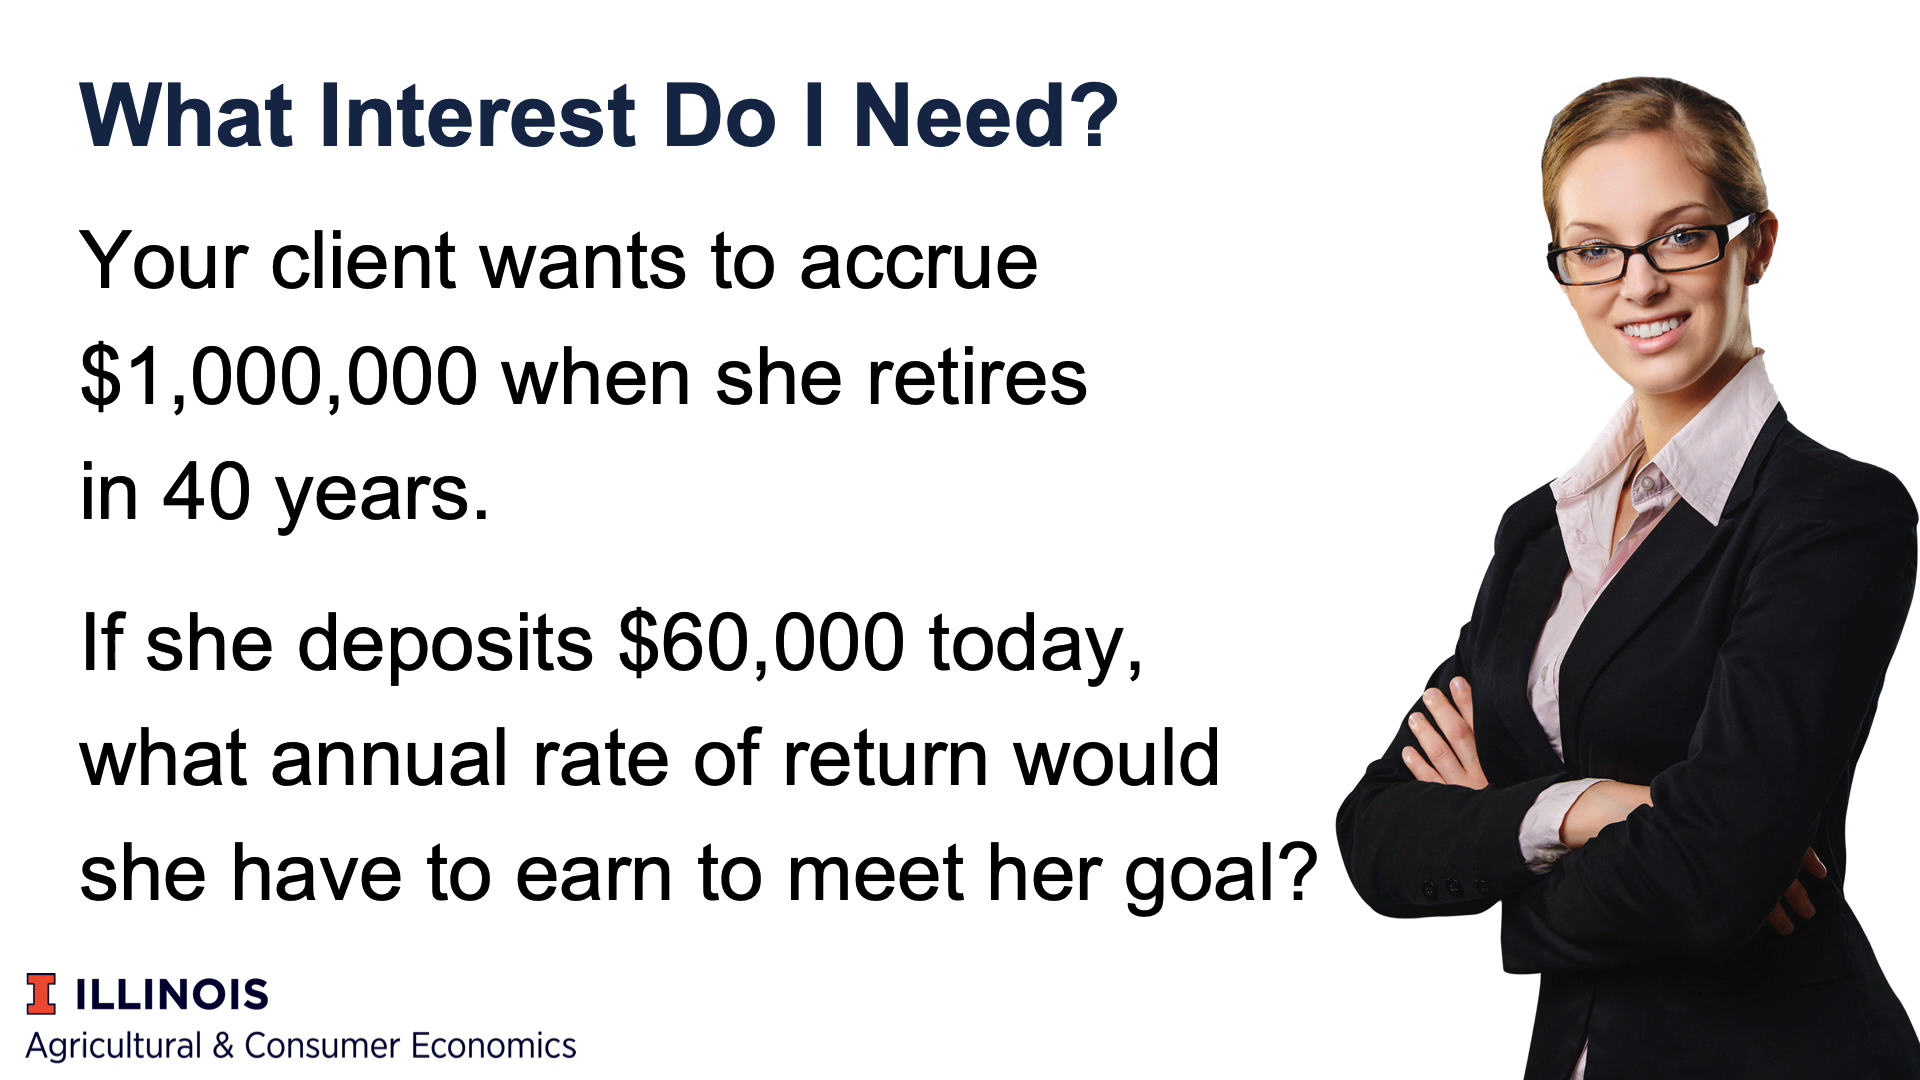 What Interest Do I Need?
Your client wants to accrue
$1,000,000 when she retires
in 40 years.
If she deposits $60,000 today,
what annual rate of return would
she have to earn to meet her goal?
I ILLINOIS
Agricultural & Consumer Economics